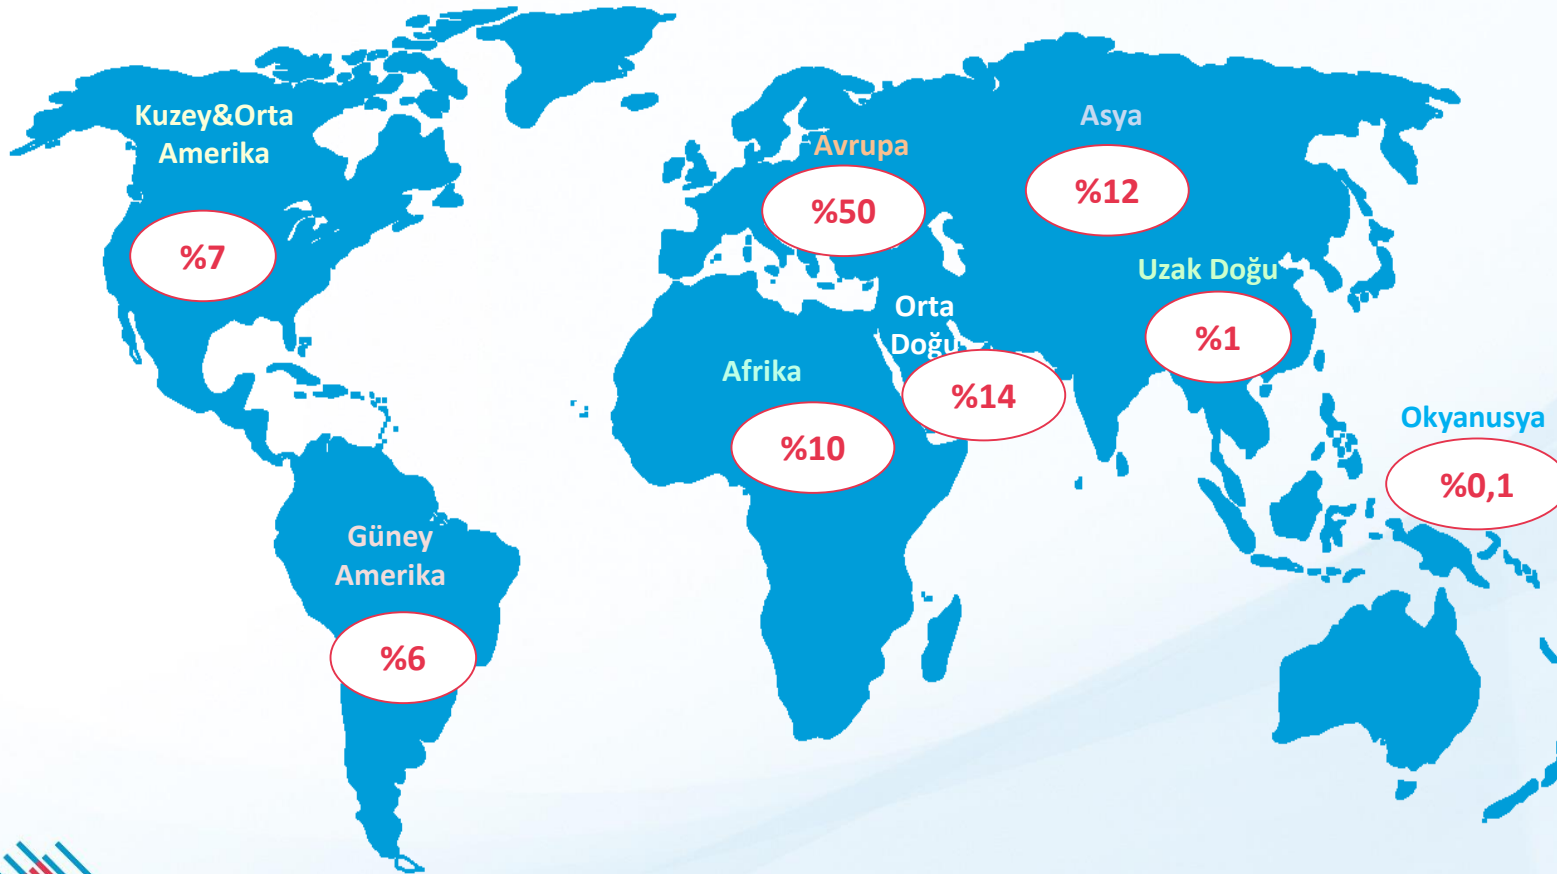 Kuzey&Orta
Amerika
%7
Avrupa
%50
Asya
%12
Uzak Doğu
%1
Orta
Doğu
%14
Afrika
%10
Okyanusya
%0,1
Güney
Amerika
%6